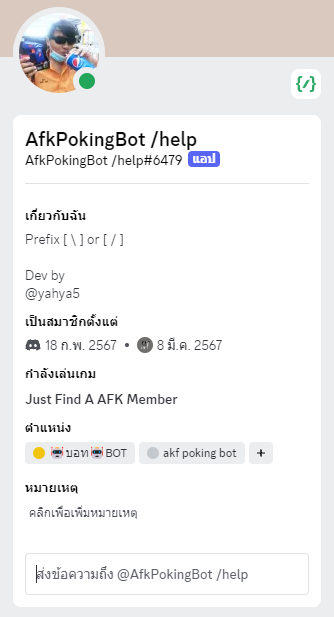 AfkPokingBot /help
AfkPokingBot /help#6479 แอป
เกี่ยวกับฉัน
Prefix [ \ ] or [ / ]
Dev by
@yahya5
เป็นสมาชิกตั้งแต่
18 ก.พ. 2567 • 8 มี.ค. 2567
กำลังเล่นเกม
Just Find A AFK Member
ตำแหน่ง
🤖บอท🤖BOT akf poking bot +
หมายเหตุ
คลิกเพื่อเพิ่มหมายเหตุ
ส่งข้อความถึง @AfkPokingBot /help